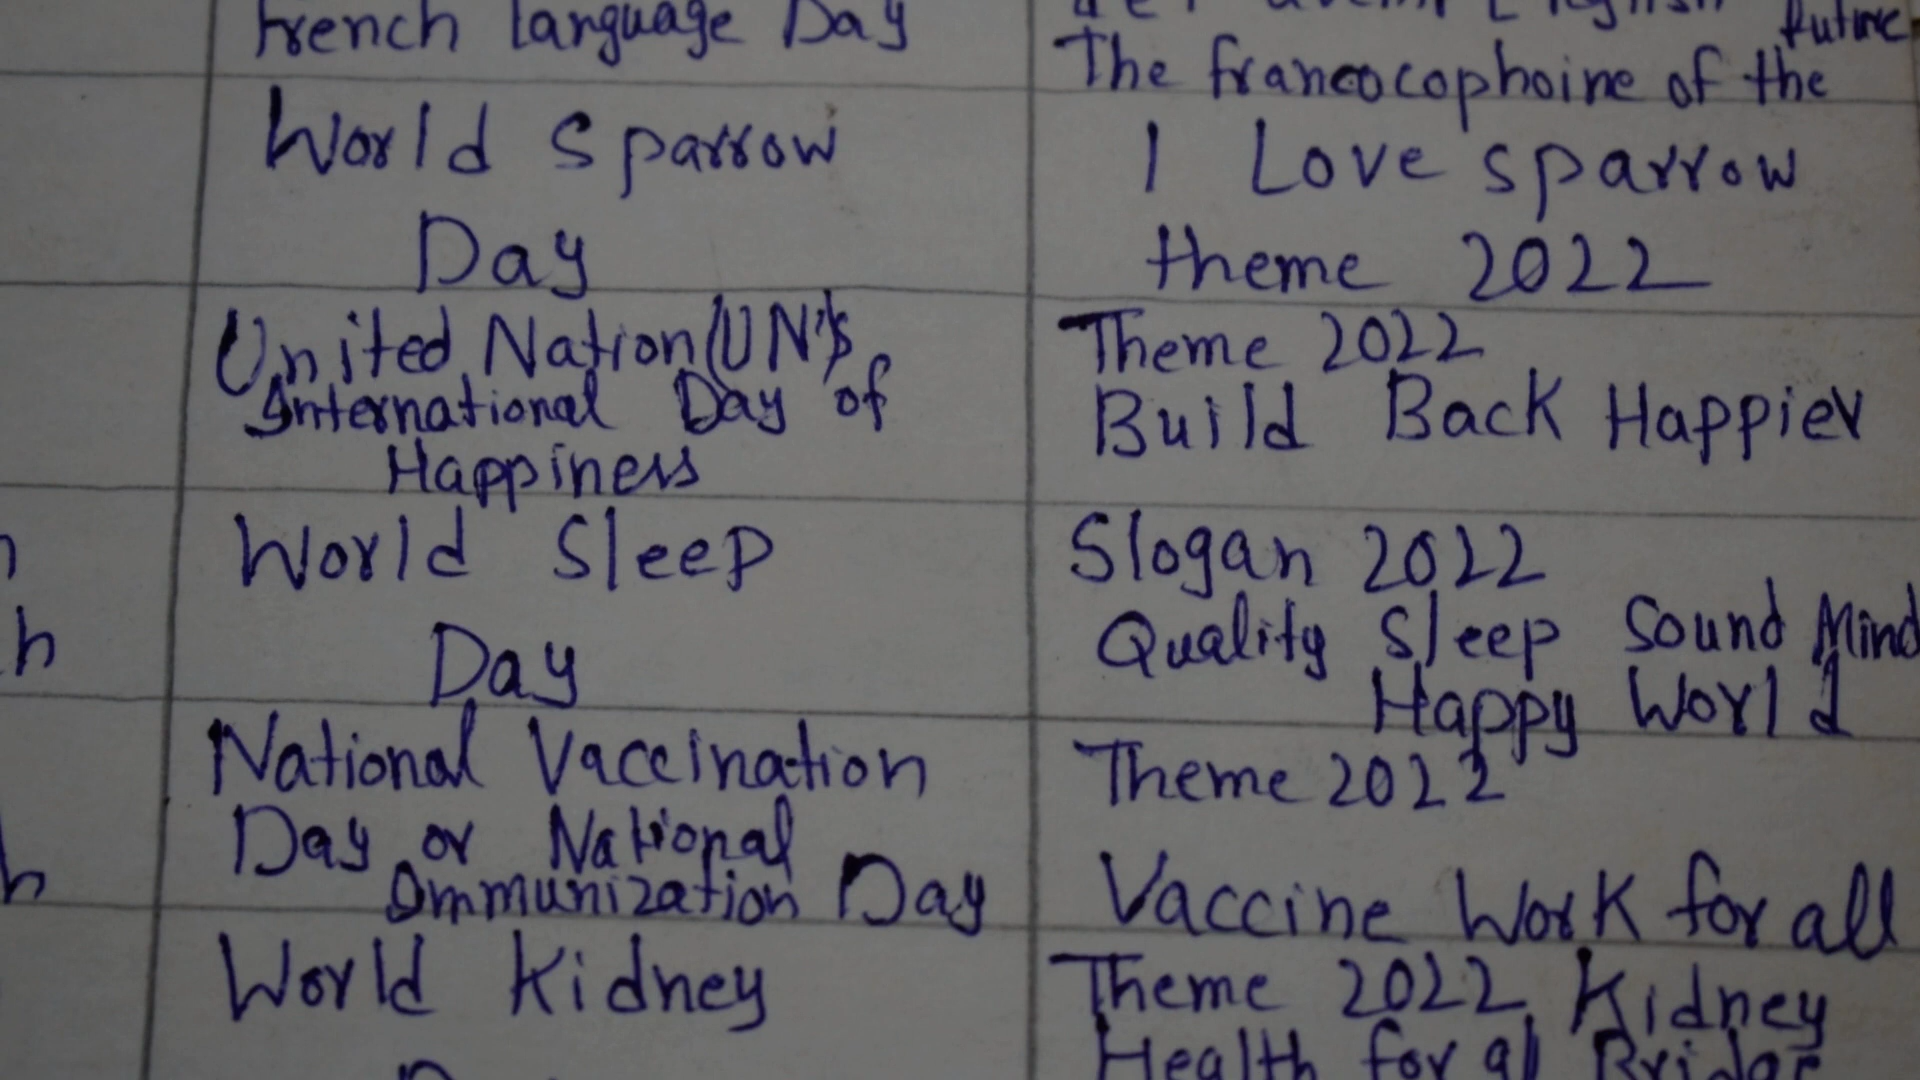 French language Day
future
The francocophoine of the
World Sparrow
Day
I Love sparrow
theme 2022
United Nation(UN)'s
International Day of
Happiness
Theme 2022
Build Back Happier
World Sleep
Day
Slogan 2022
Quality Sleep Sound Mind
Happy World
National Vaccination
Day or National
Immunization Day
Theme 2022
Vaccine Work for all
World Kidney
Theme 2022 Kidney
Health for all Bridge